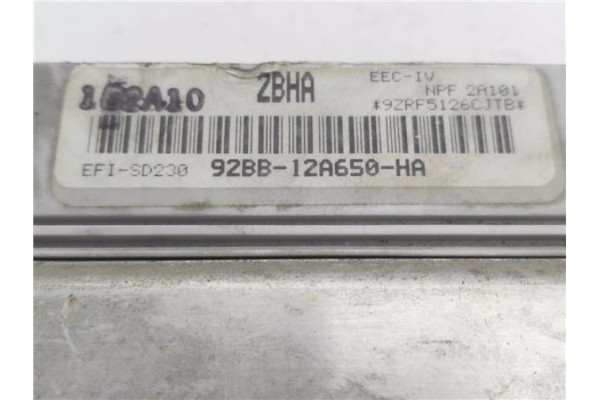 ZBHA
EEC-IV
NPF 2A101
*9ZRF5126CJTB*
EFI-SD230 92BB-12A650-HA